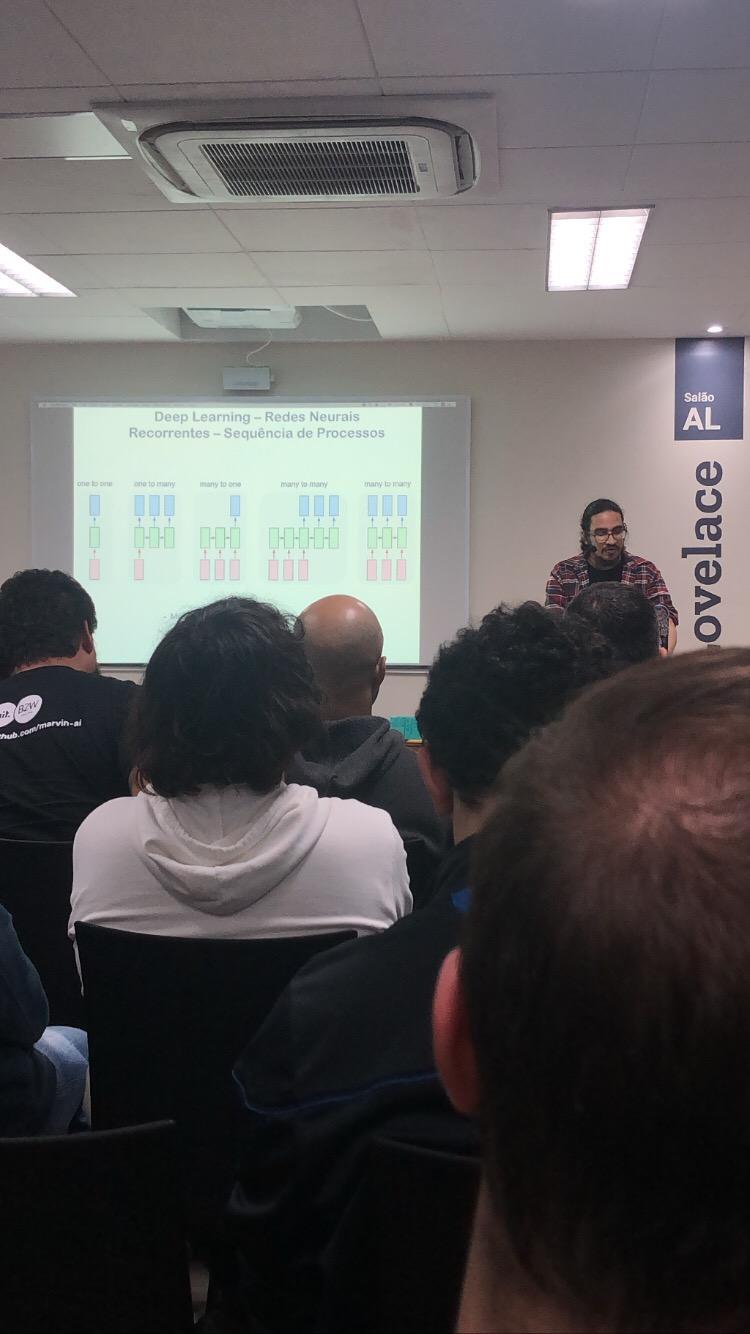 Deep Learning – Redes Neurais
Recorrentes – Sequência de Processos
one to one
one to many
many to one
many to many
many to many
Salão
AL
ovelace
B2W
hub.com/marvin-ai